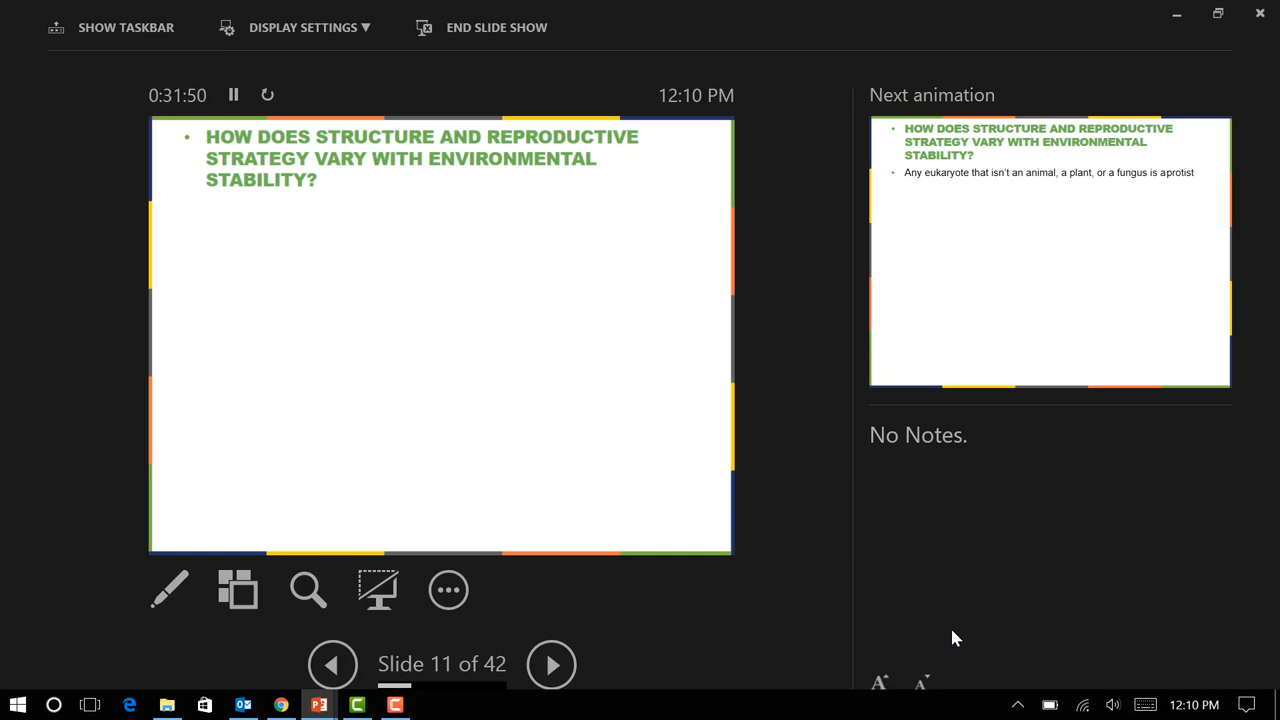 SHOW TASKBAR
DISPLAY SETTINGS ▼
END SLIDE SHOW
0:31:50
12:10 PM
• HOW DOES STRUCTURE AND REPRODUCTIVE
STRATEGY VARY WITH ENVIRONMENTAL
STABILITY?
Slide 11 of 42
Next animation
• HOW DOES STRUCTURE AND REPRODUCTIVE
STRATEGY VARY WITH ENVIRONMENTAL
STABILITY?
• Any eukaryote that isn't an animal, a plant, or a fungus is aprotist
No Notes.
A A
12:10 PM